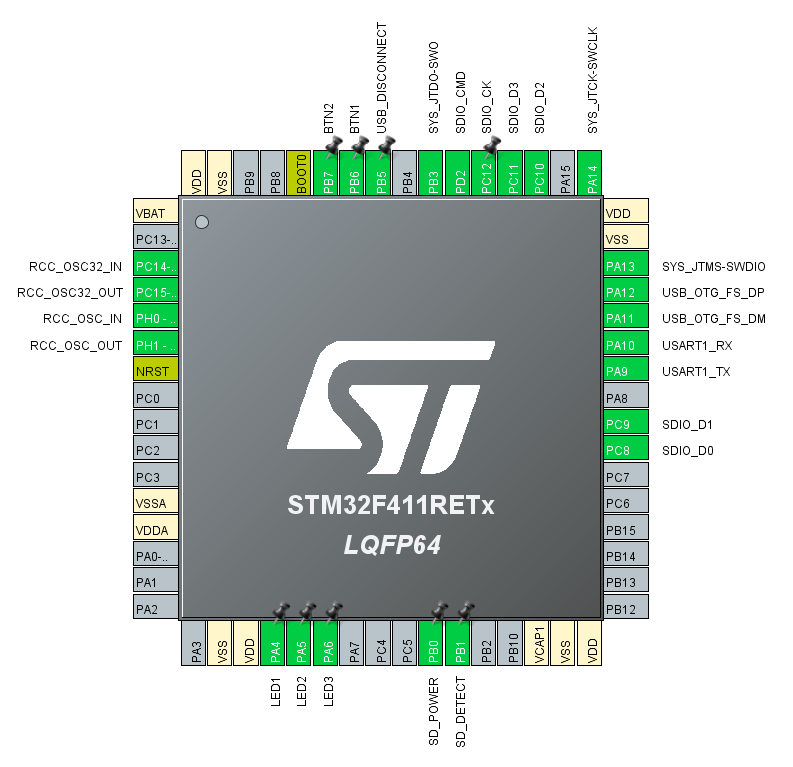 BTN2
BTN1
USB_DISCONNECT
SYS_JTDO-SWO
SDIO_CMD
SDIO_CK
SDIO_D3
SDIO_D2
SYS_JTCK-SWCLK
VDD
VSS
PB9
PB8
BOOT0
PB7
PB6
PB5
PB4
PB3
PD2
PC12
PC11
PC10
PA15
PA14
VBAT
PC13-..
RCC_OSC32_IN PC14-..
RCC_OSC32_OUT PC15-..
RCC_OSC_IN PH0 - ..
RCC_OSC_OUT PH1 - ..
NRST
PC0
PC1
PC2
PC3
VSSA
VDDA
PA0-..
PA1
PA2
VDD
VSS
PA13 SYS_JTMS-SWDIO
PA12 USB_OTG_FS_DP
PA11 USB_OTG_FS_DM
PA10 USART1_RX
PA9 USART1_TX
PA8
PC9 SDIO_D1
PC8 SDIO_D0
PC7
PC6
PB15
PB14
PB13
PB12
ST
STM32F411RETx
LQFP64
PA3
VSS
VDD
PA4
PA5
PA6
PA7
PC4
PC5
PB0
PB1
PB2
PB10
VCAP1
VSS
VDD
LED1
LED2
LED3
SD_POWER
SD_DETECT